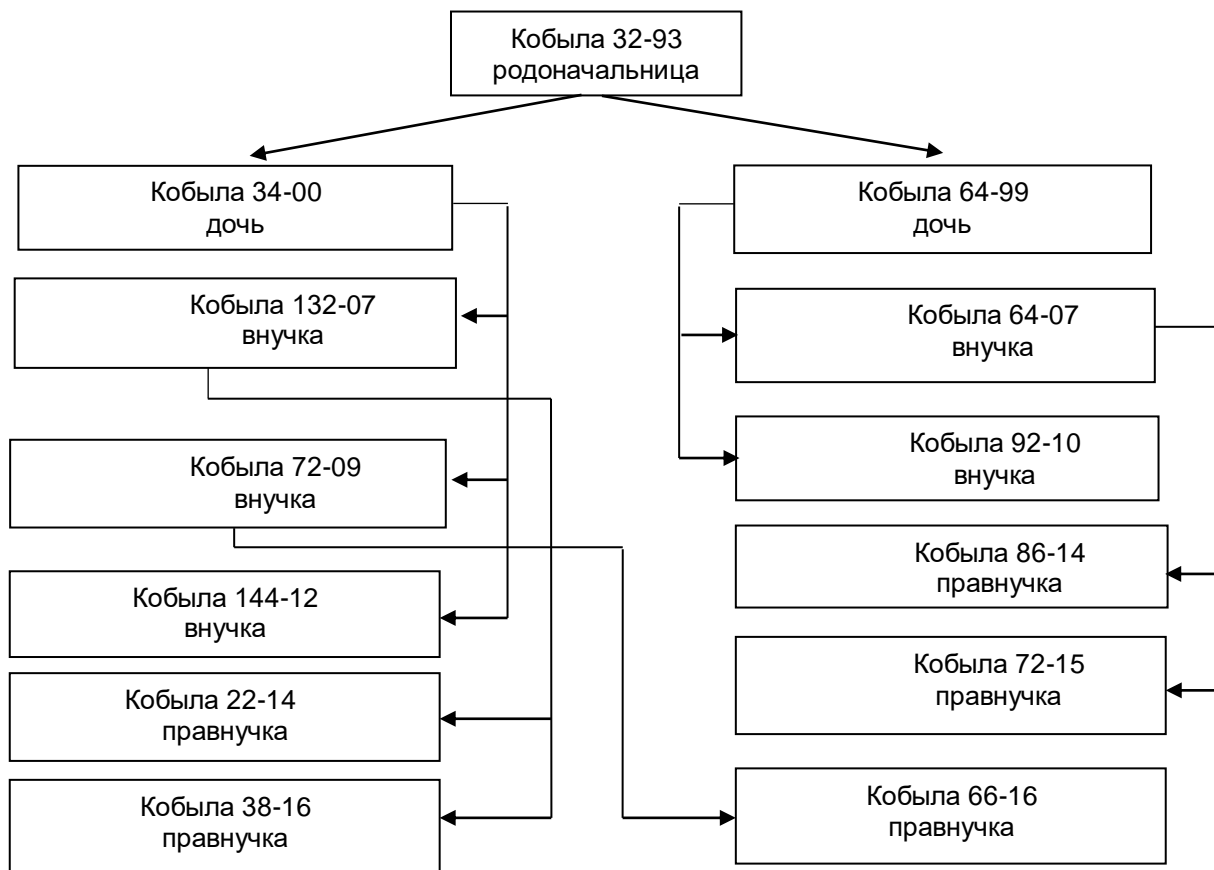 Кобыла 32-93
родоначальница
Кобыла 34-00
дочь
Кобыла 64-99
дочь
Кобыла 132-07
внучка
Кобыла 64-07
внучка
Кобыла 72-09
внучка
Кобыла 92-10
внучка
Кобыла 86-14
правнучка
Кобыла 144-12
внучка
Кобыла 72-15
правнучка
Кобыла 22-14
правнучка
Кобыла 66-16
правнучка
Кобыла 38-16
правнучка